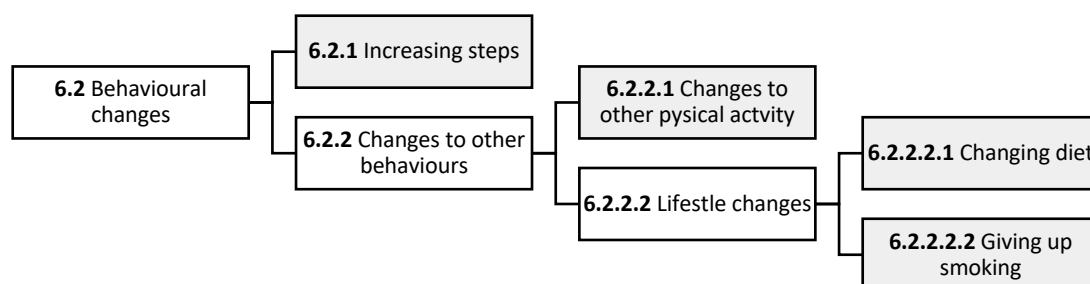 6.2.1 Increasing steps
6.2 Behavioural
changes
6.2.2 Changes to other
behaviours
6.2.2.1 Changes to
other pysical actvity
6.2.2.2 Lifestle changes
6.2.2.2.1 Changing diet
6.2.2.2.2 Giving up
smoking